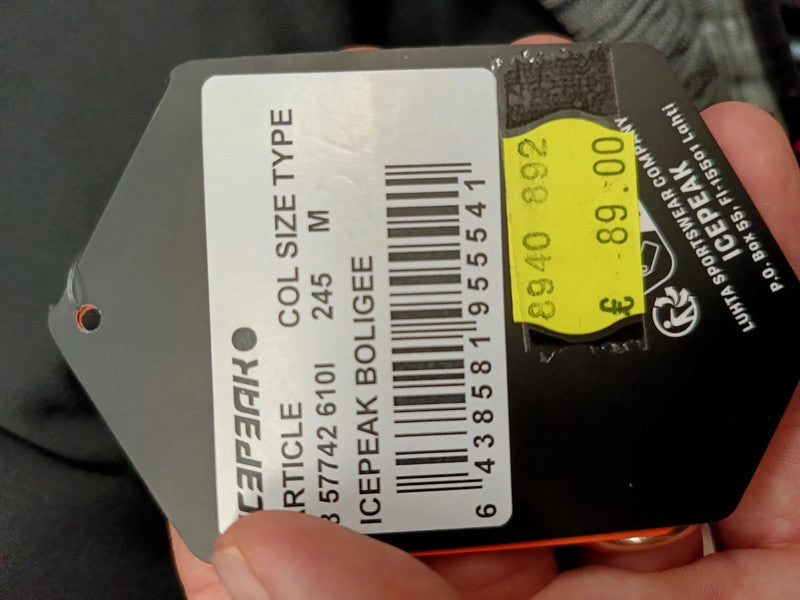 ICEPEAK
ARTICLE COL SIZE TYPE
57742 610I 245 M
ICEPEAK BOLIGEE
6 438581 955541
8940 892
€ 89.00
LUHTA SPORTSWEAR COMPANY
ICEPEAK
P.O. Box 55, FI-15501 Lahti